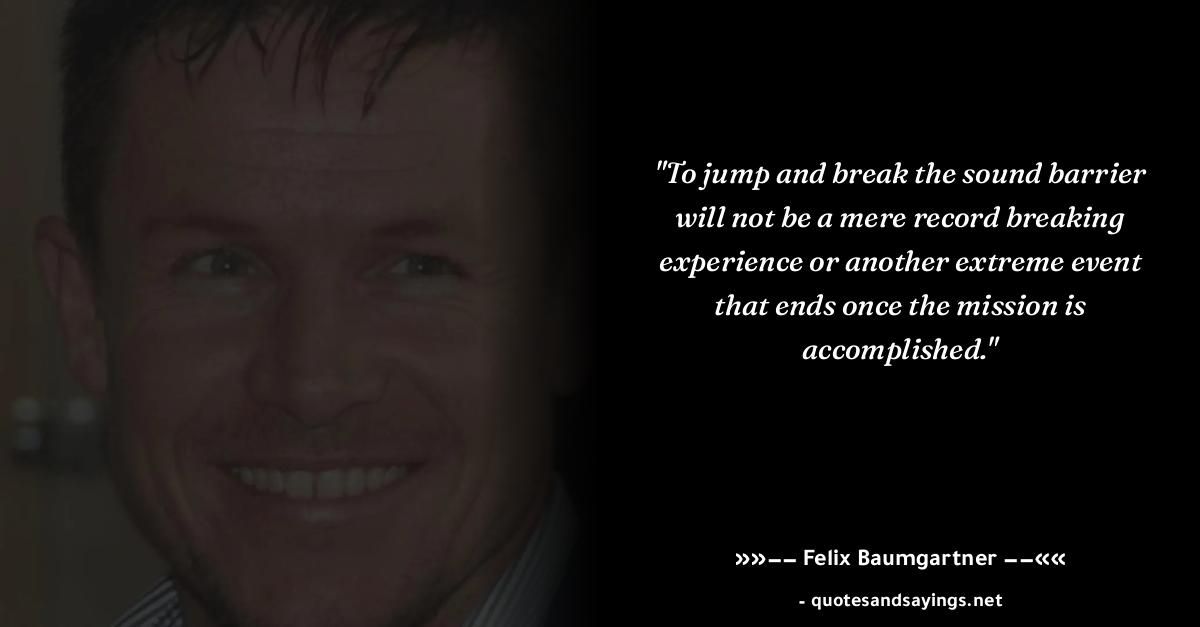 "To jump and break the sound barrier
will not be a mere record breaking
experience or another extreme event
that ends once the mission is
accomplished."
»»–– Felix Baumgartner ––««
- quotesandsayings.net